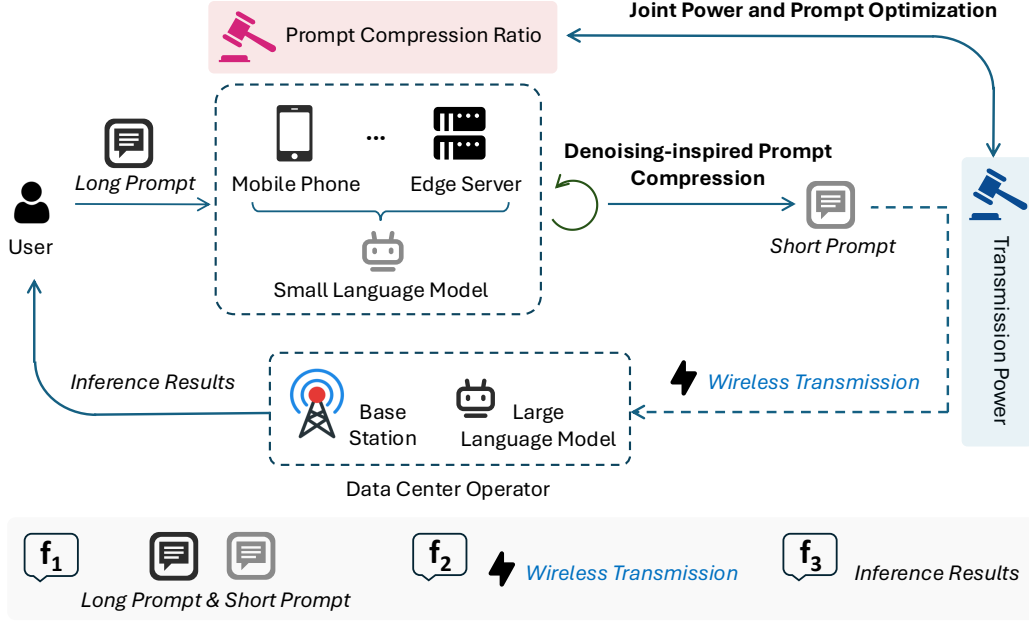 Joint Power and Prompt Optimization
Prompt Compression Ratio
Long Prompt
Mobile Phone
...
Edge Server
Denoising-inspired Prompt
Compression
User
Short Prompt
Small Language Model
Transmission Power
Inference Results
Base
Station
Large
Language Model
Wireless Transmission
Data Center Operator
f1
Long Prompt & Short Prompt
f2
Wireless Transmission
f3
Inference Results